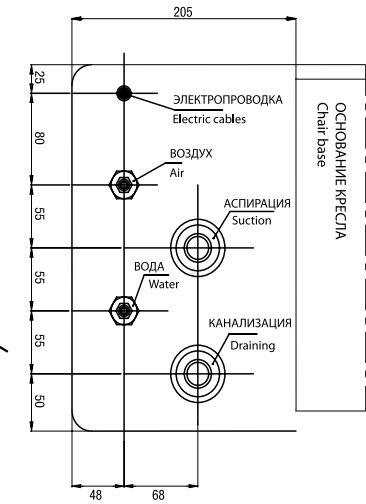 205
25
80
55
55
55
50
ЭЛЕКТРОПРОВОДКА
Electric cables
ВОЗДУХ
Air
АСПИРАЦИЯ
Suction
ВОДА
Water
КАНАЛИЗАЦИЯ
Draining
ОСНОВАНИЕ КРЕСЛА
Chair base
48
68